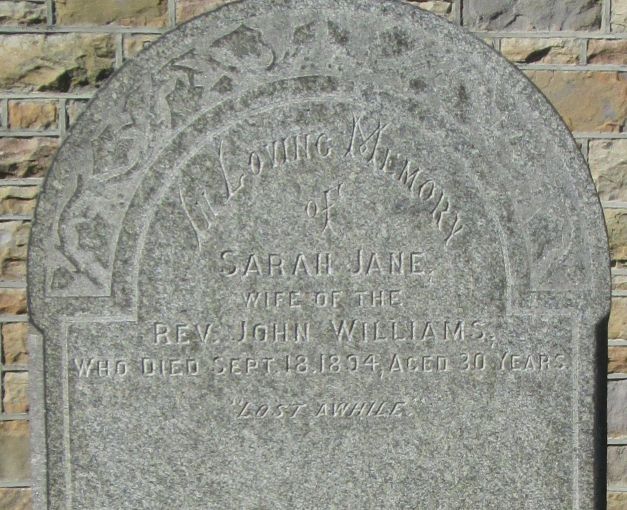 In Loving Memory
of
Sarah Jane,
wife of the
Rev. John Williams,
Who Died Sept. 18, 1894, Aged 30 Years
"Lost awhile."